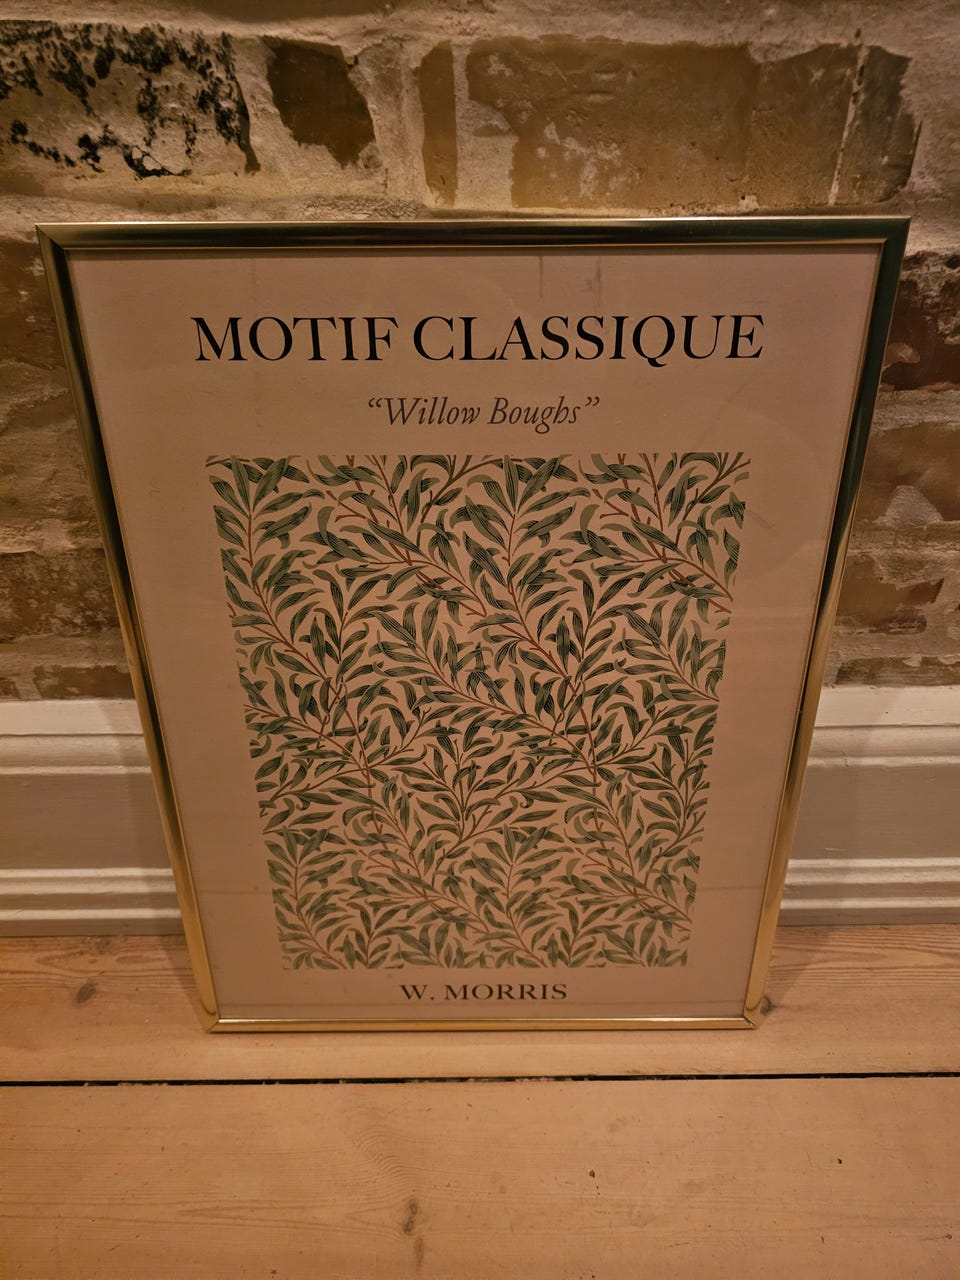 MOTIF CLASSIQUE
“Willow Boughs”
W. MORRIS